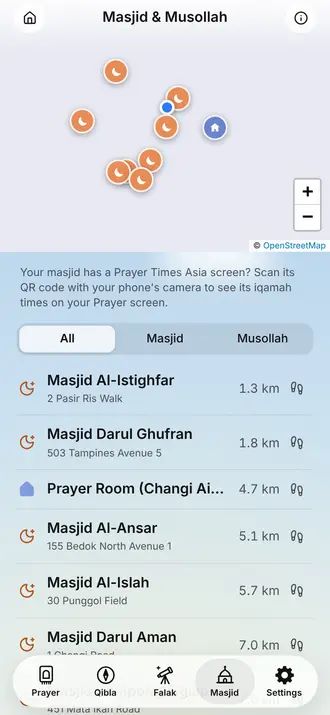 Masjid & Musollah
+
−
© OpenStreetMap
Your masjid has a Prayer Times Asia screen? Scan its
QR code with your phone's camera to see its iqamah
times on your Prayer screen.
All Masjid Musollah
Masjid Al-Istighfar
2 Pasir Ris Walk
1.3 km
Masjid Darul Ghufran
503 Tampines Avenue 5
1.8 km
Prayer Room (Changi Ai...
4.7 km
Masjid Al-Ansar
155 Bedok North Avenue 1
5.1 km
Masjid Al-Islah
30 Punggol Field
5.7 km
Masjid Darul Aman
1 Changi Road
7.0 km
Prayer Qibla Falak Masjid Settings
451 Mata Ikan Road